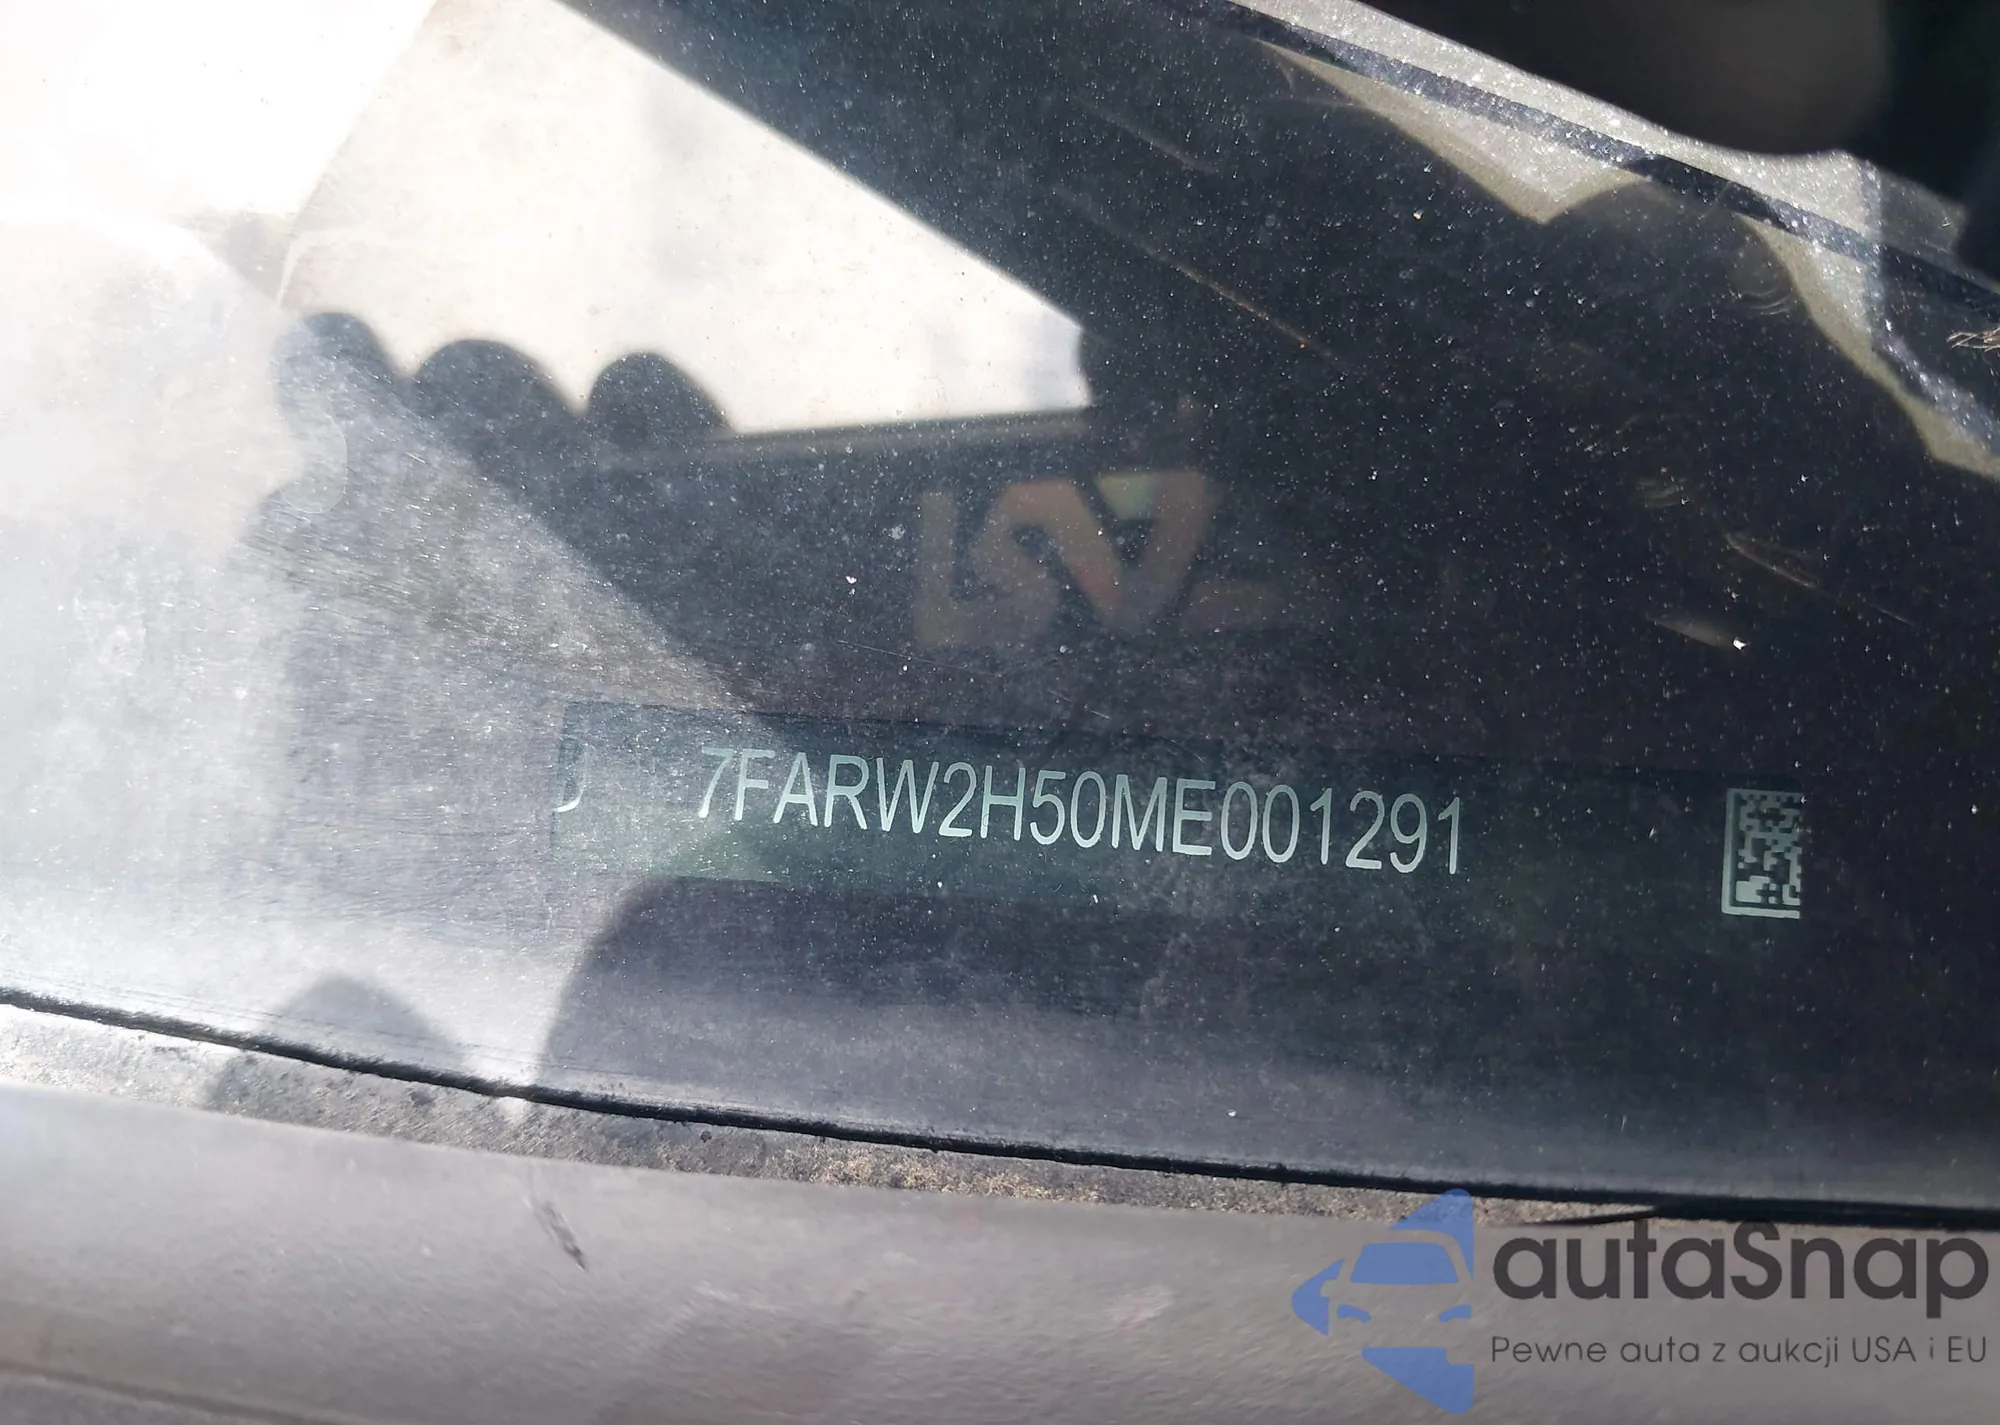 7FARW2H50ME001291
autaSnap
Pewne auta z aukcji USA i EU